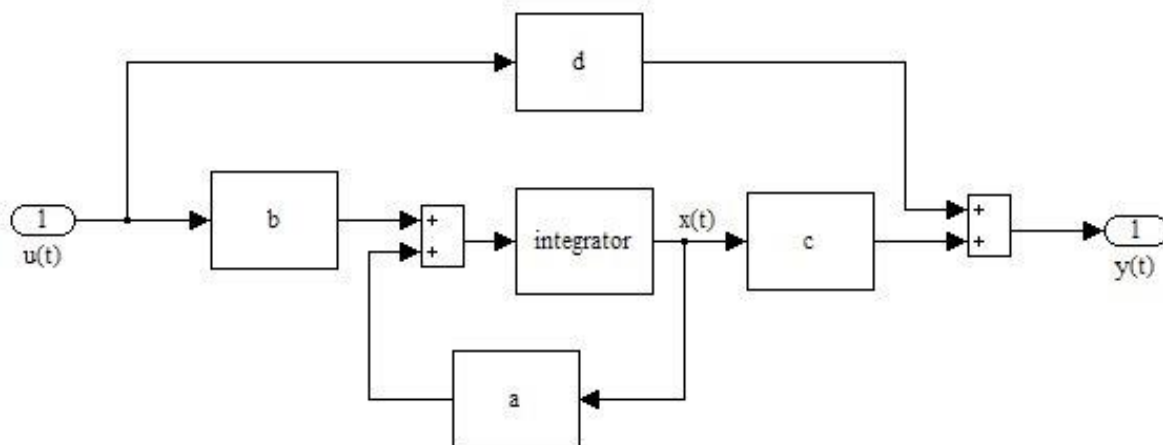 d
1
u(t)
b
+
+
integrator
x(t)
c
+
+
1
y(t)
a